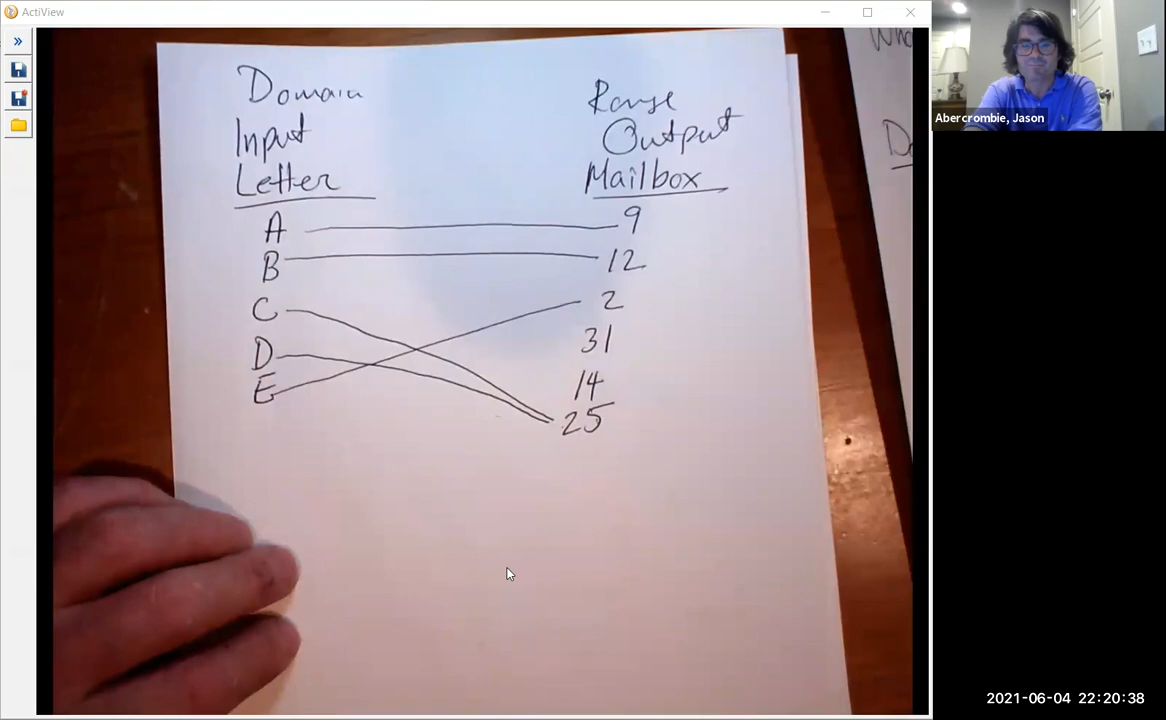 ActiView
Domain
Input
Letter
A
B
C
D
E
Range
Output
Mailbox
9
12
2
31
14
25
Abercrombie, Jason
2021-06-04 22:20:38